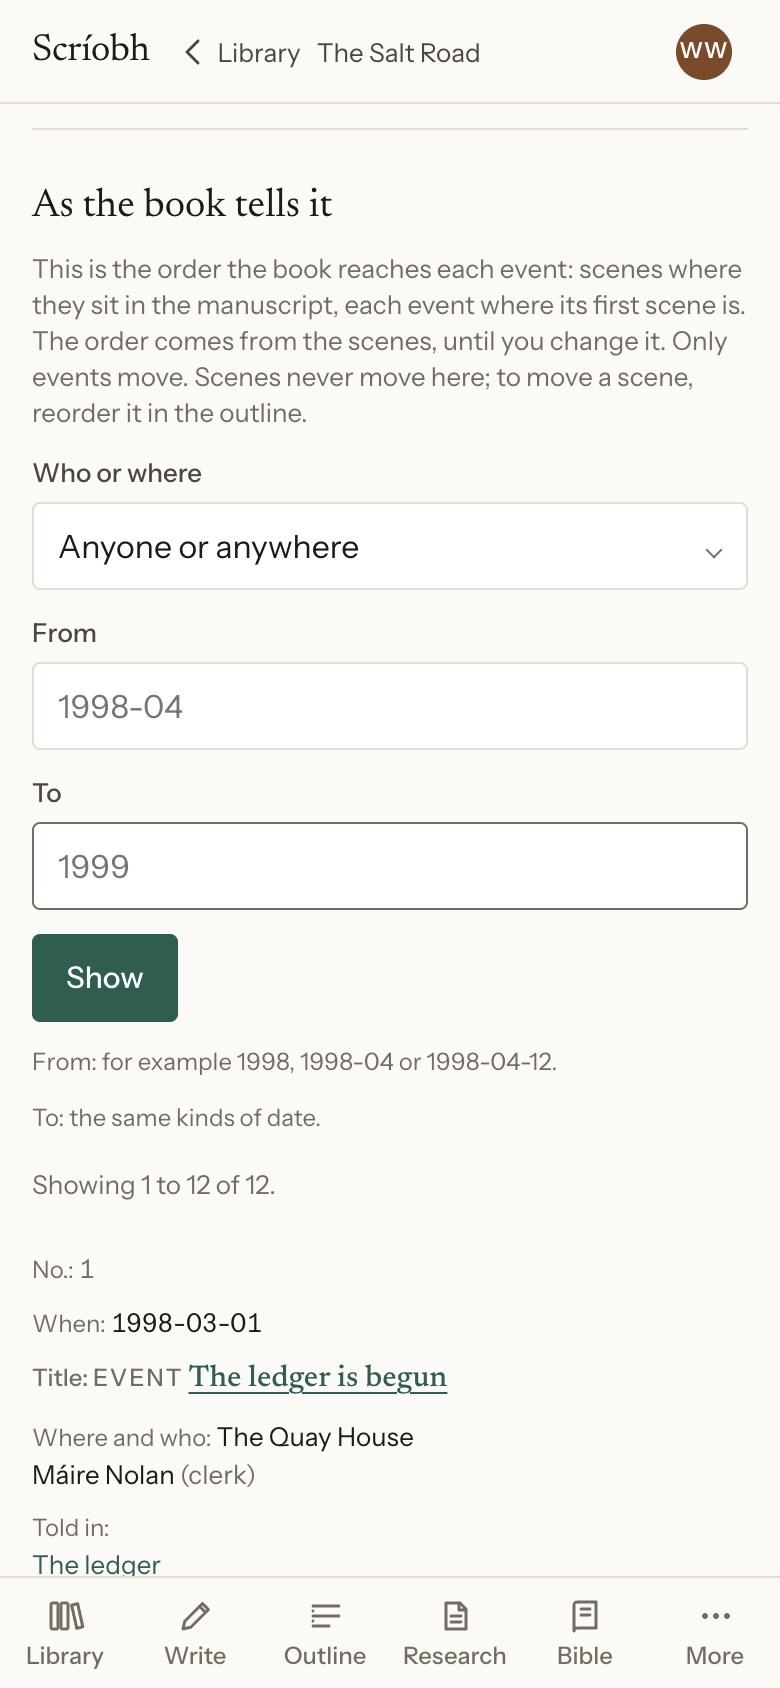 Scríobh
Library The Salt Road
WW
As the book tells it
This is the order the book reaches each event: scenes where
they sit in the manuscript, each event where its first scene is.
The order comes from the scenes, until you change it. Only
events move. Scenes never move here; to move a scene,
reorder it in the outline.
Who or where
Anyone or anywhere
From
1998-04
To
1999
Show
From: for example 1998, 1998-04 or 1998-04-12.
To: the same kinds of date.
Showing 1 to 12 of 12.
No.: 1
When: 1998-03-01
Title: EVENT The ledger is begun
Where and who: The Quay House
Máire Nolan (clerk)
Told in:
The ledger
Library Write Outline Research Bible More